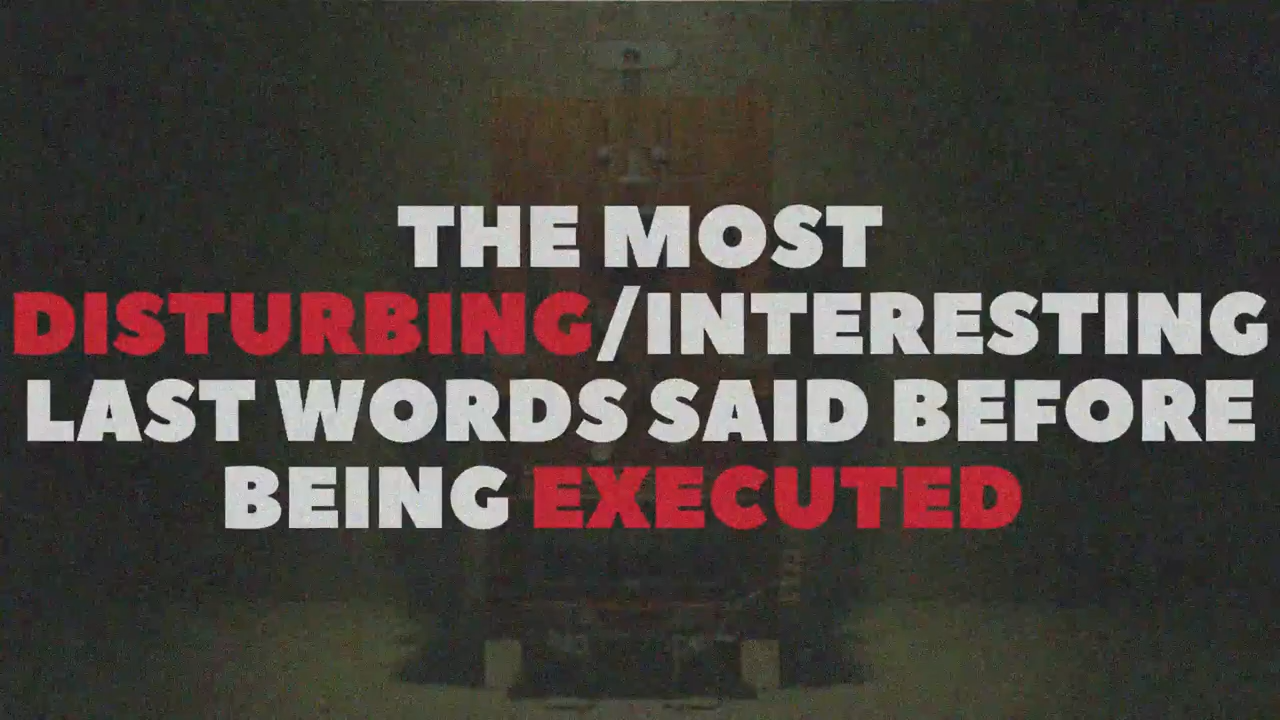 THE MOST
DISTURBING/INTERESTING
LAST WORDS SAID BEFORE
BEING EXECUTED